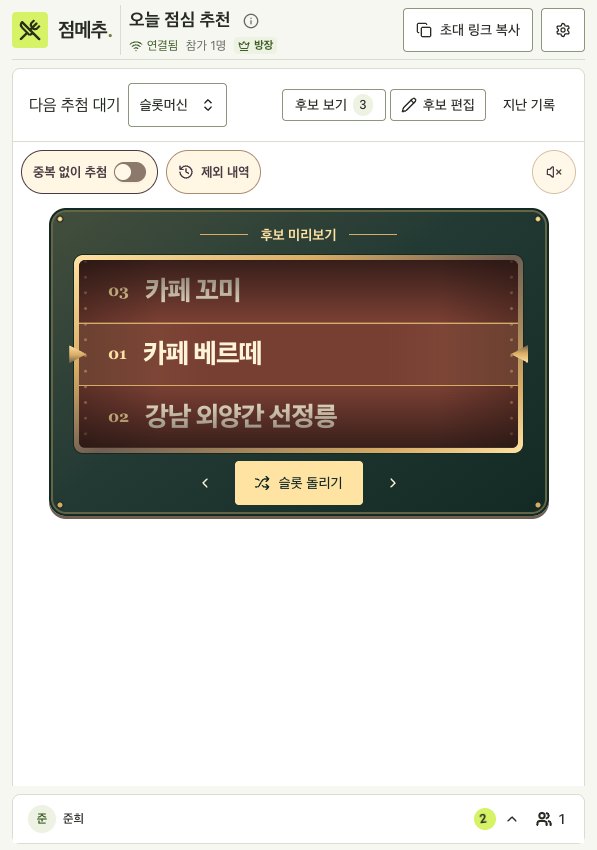 점메추.
오늘 점심 추천
연결됨 참가 1명 방장
초대 링크 복사
다음 추첨 대기 슬롯머신 후보 보기 3 후보 편집 지난 기록
중복 없이 추첨 제외 내역
후보 미리보기
03 카페 꼬미
01 카페 베르떼
02 강남 외양간 선정릉
슬롯 돌리기
준 준희 2 1